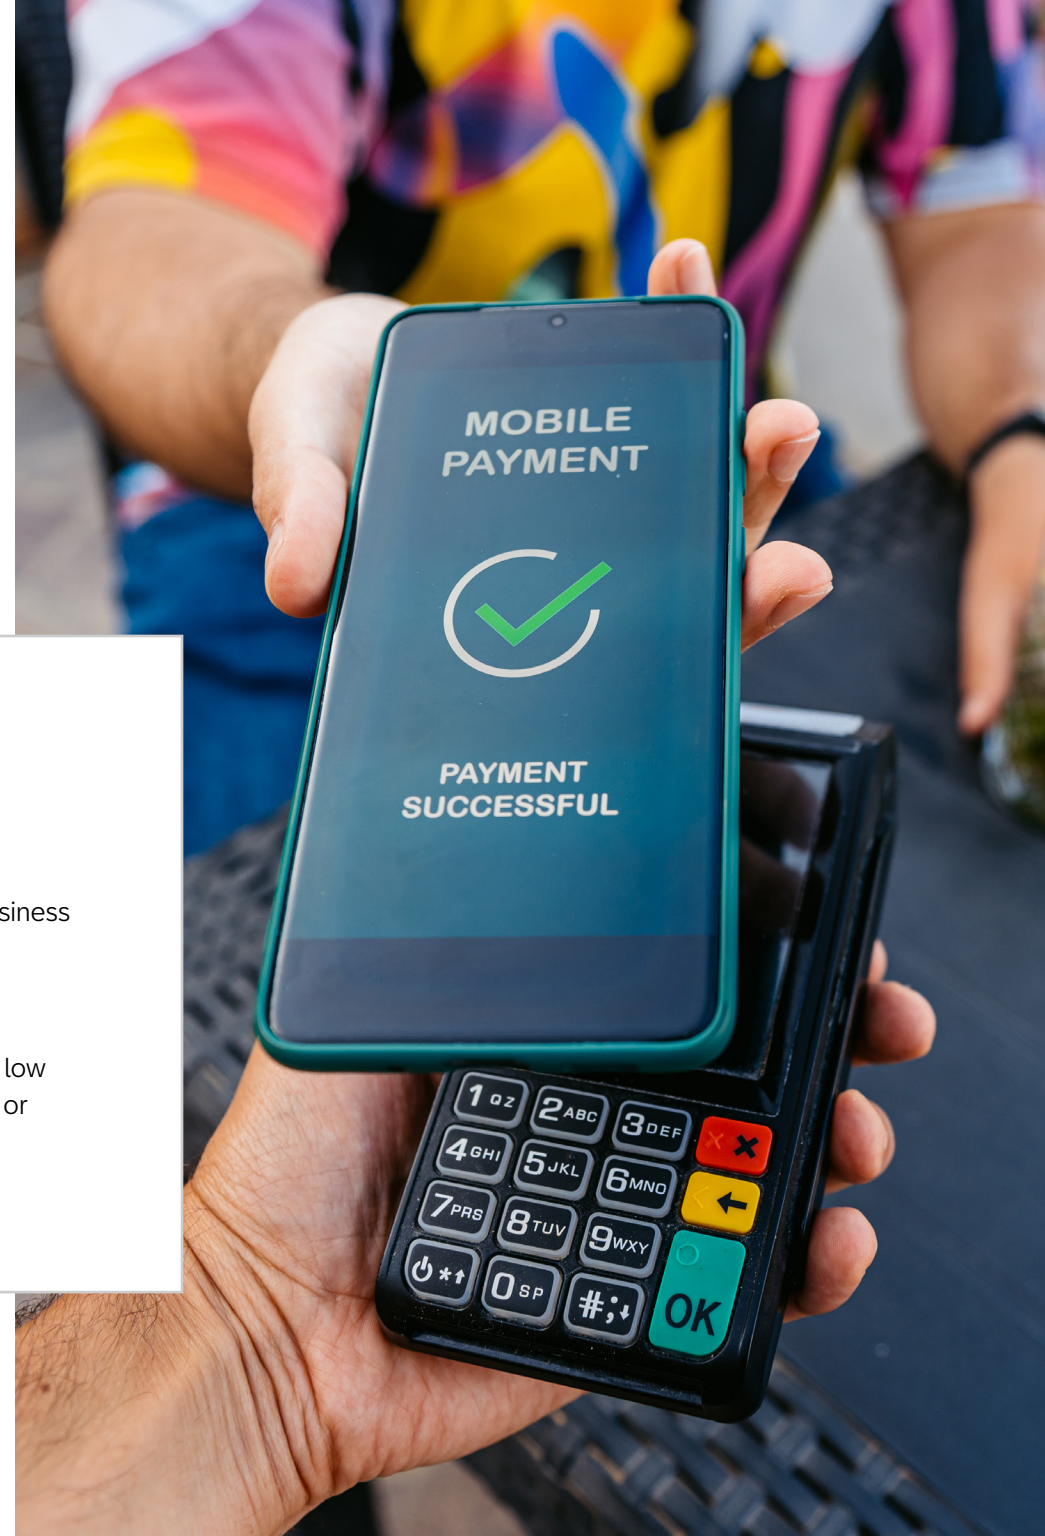 MOBILE
PAYMENT
PAYMENT
SUCCESSFUL
siness
low
or
1 QZ 2 ABC 3 DEF
4 GHI 5 JKL 6 MNO
7 PRS 8 TUV 9 WXY
* 0 SP #;
OK